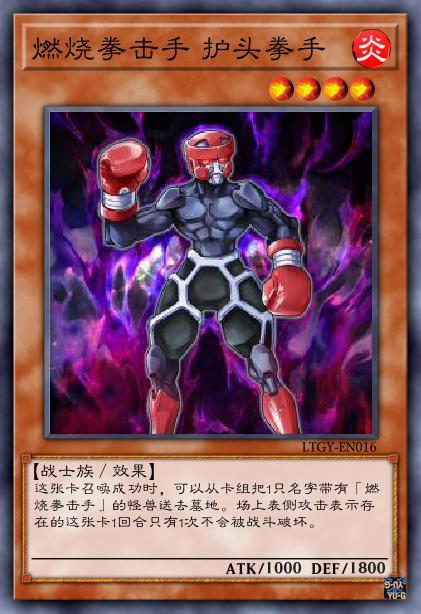 燃烧拳击手 护头拳手
炎
LTGY-EN016
【战士族／效果】
这张卡召唤成功时，可以从卡组把1只名字带有「燃
烧拳击手」的怪兽送去墓地。场上表侧攻击表示存
在的这张卡1回合只有1次不会被战斗破坏。
ATK/1000 DEF/1800